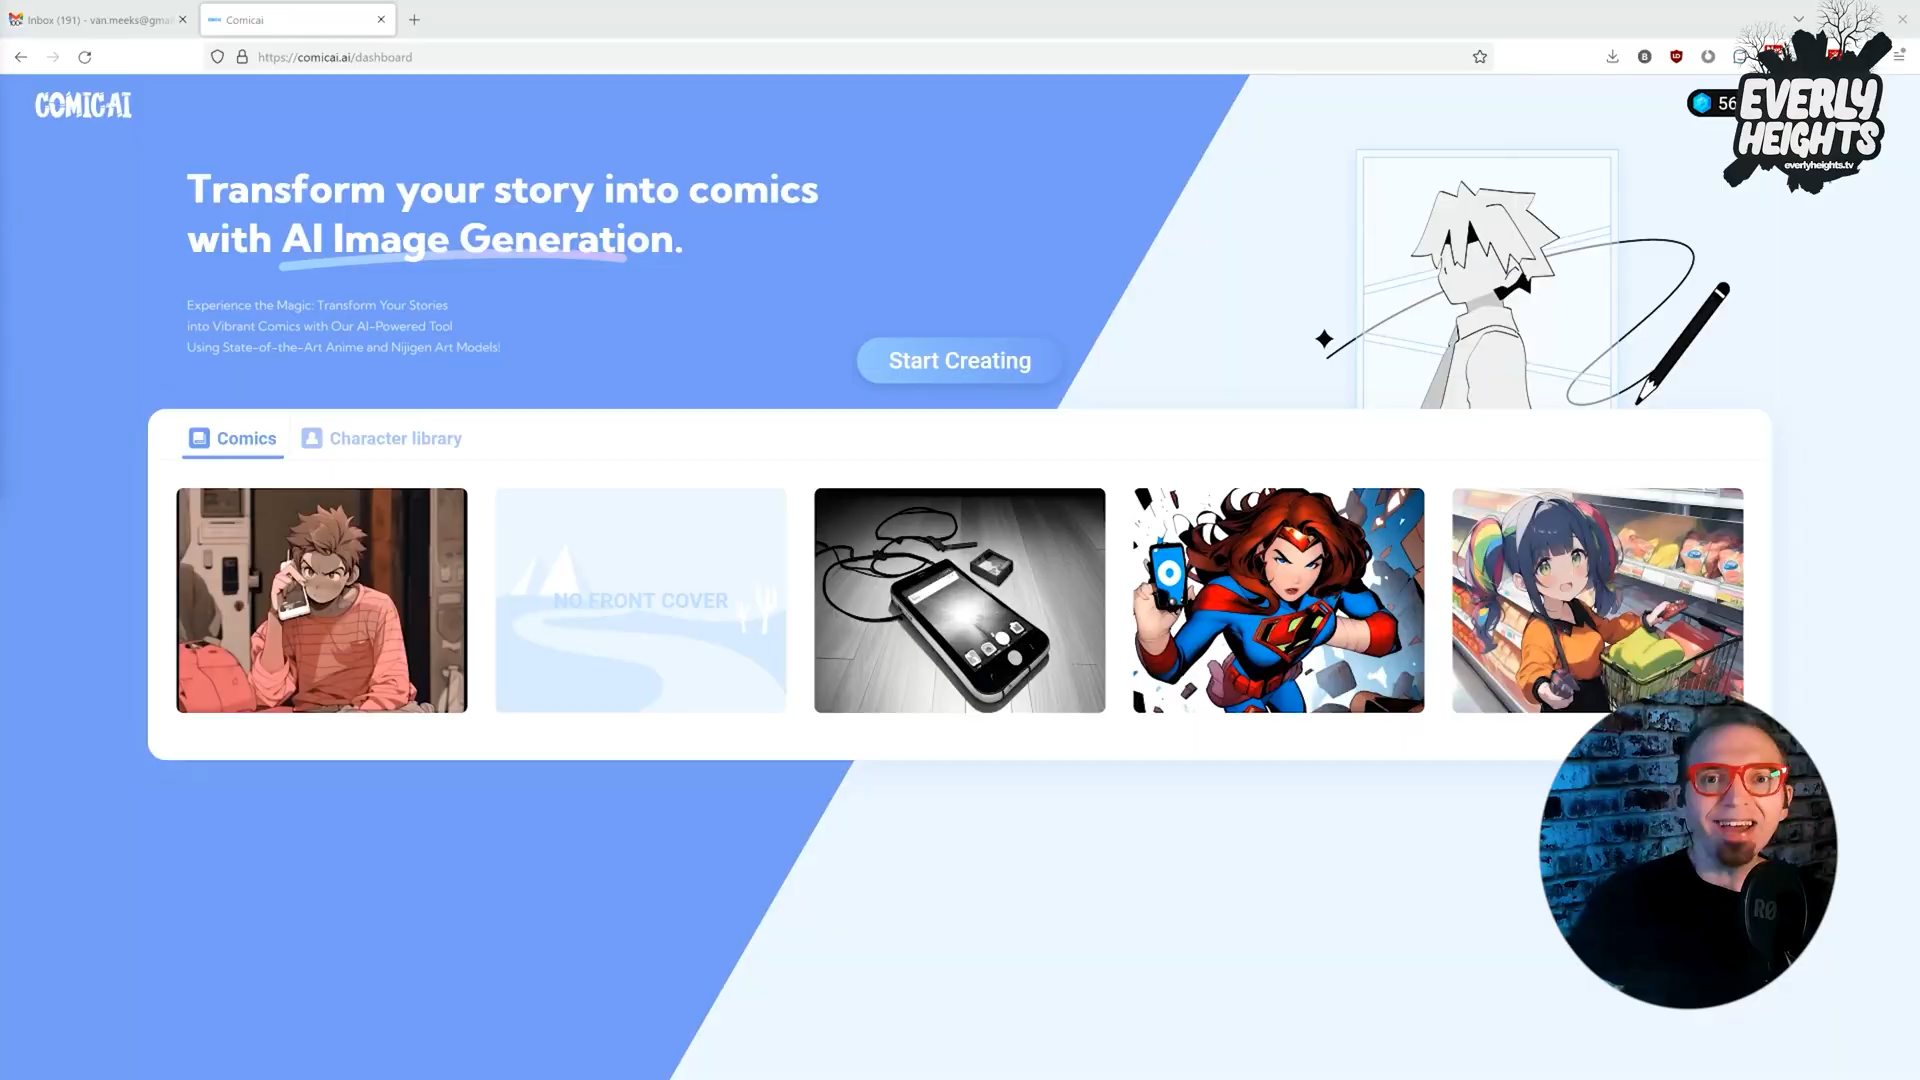 Inbox (191) - van.meeks@gmai
Comicai
https://comicai.ai/dashboard
COMICAI
56
EVERLY
HEIGHTS
everlyheights.tv
Transform your story into comics
with AI Image Generation.
Experience the Magic: Transform Your Stories
into Vibrant Comics with Our AI-Powered Tool
Using State-of-the-Art Anime and Nijigen Art Models!
Start Creating
Comics
Character library
NO FRONT COVER
RØ